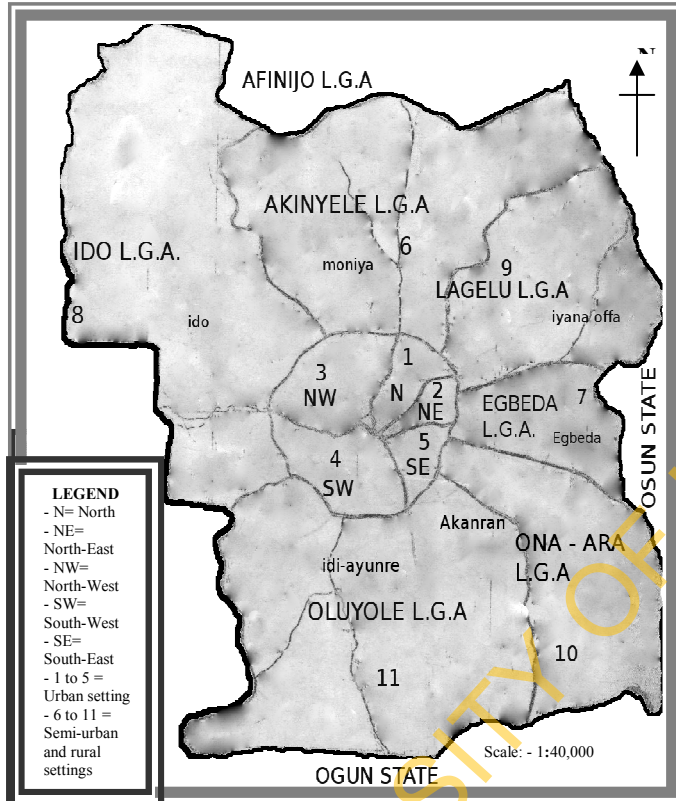 N
AFINIJO L.G.A
AKINYELE L.G.A
IDO L.G.A.
6
moniya
9
LAGELU L.G.A
8
ido
iyana offa
1
3
N
NW
2
NE
EGBEDA
L.G.A.
7
Egbeda
OSUN STATE
5
SE
4
SW
LEGEND
- N= North
- NE=
North-East
- NW=
North-West
- SW=
South-West
- SE=
South-East
- 1 to 5 =
Urban setting
- 6 to 11 =
Semi-urban
and rural
settings
Akanran
ONA - ARA
L.G.A
idi-ayunre
OLUYOLE L.G.A
10
11
Scale: - 1:40,000
OGUN STATE
SITY OF